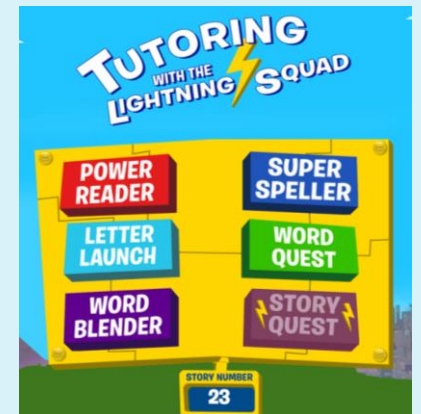 TUTORING
WITH THE
LIGHTNING SQUAD
POWER
READER
SUPER
SPELLER
LETTER
LAUNCH
WORD
QUEST
WORD
BLENDER
STORY
QUEST
STORY NUMBER
23